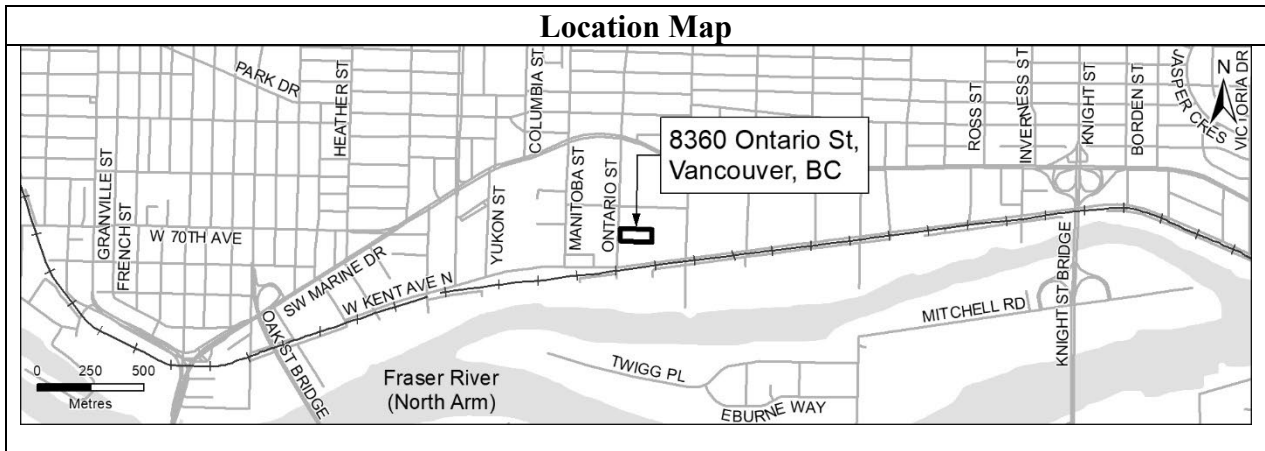 Location Map
PARK DR
HEATHER ST
COLUMBIA ST
ROSS ST
INVERNESS ST
KNIGHT ST
BORDEN ST
JASPER CRES
VICTORIA DR
N
8360 Ontario St,
Vancouver, BC
GRANVILLE ST
FRENCH ST
W 70TH AVE
YUKON ST
MANITOBA ST
ONTARIO ST
SW MARINE DR
W KENT AVE N
OAK ST BRIDGE
KNIGHT ST BRIDGE
MITCHELL RD
TWIGG PL
EBURNE WAY
Fraser River
(North Arm)
0 250 500
Metres